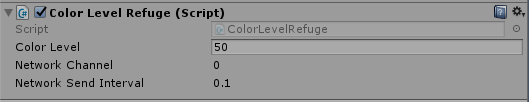 Color Level Refuge (Script)
Script ColorLevelRefuge
Color Level 50
Network Channel 0
Network Send Interval 0.1